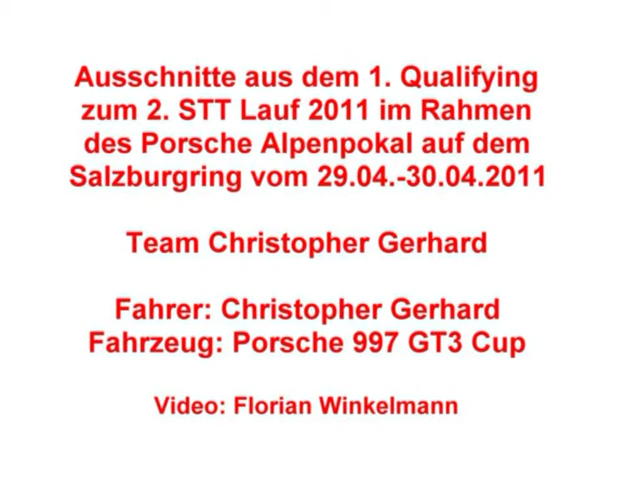 Ausschnitte aus dem 1. Qualifying
zum 2. STT Lauf 2011 im Rahmen
des Porsche Alpenpokal auf dem
Salzburgring vom 29.04.-30.04.2011
Team Christopher Gerhard
Fahrer: Christopher Gerhard
Fahrzeug: Porsche 997 GT3 Cup
Video: Florian Winkelmann